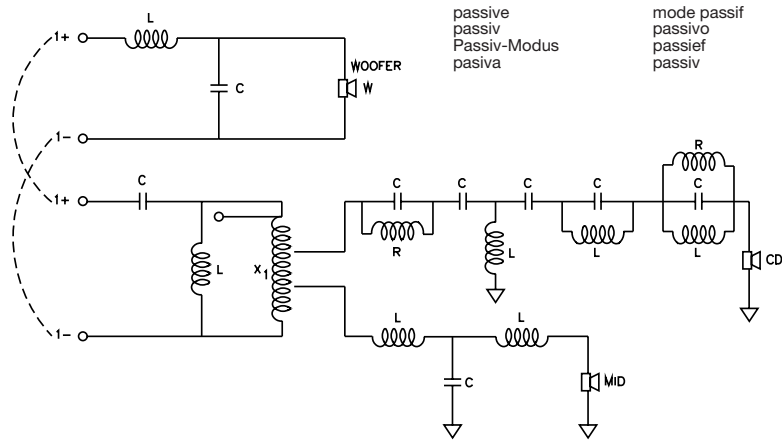 passive
passiv
Passiv-Modus
pasiva
mode passif
passivo
passief
passiv
L
1+
C
WOOFER
W
1-
1+
C
L
X1
1-
C
R
C
L
C
C
L
R
C
L
CD
L
L
C
MID